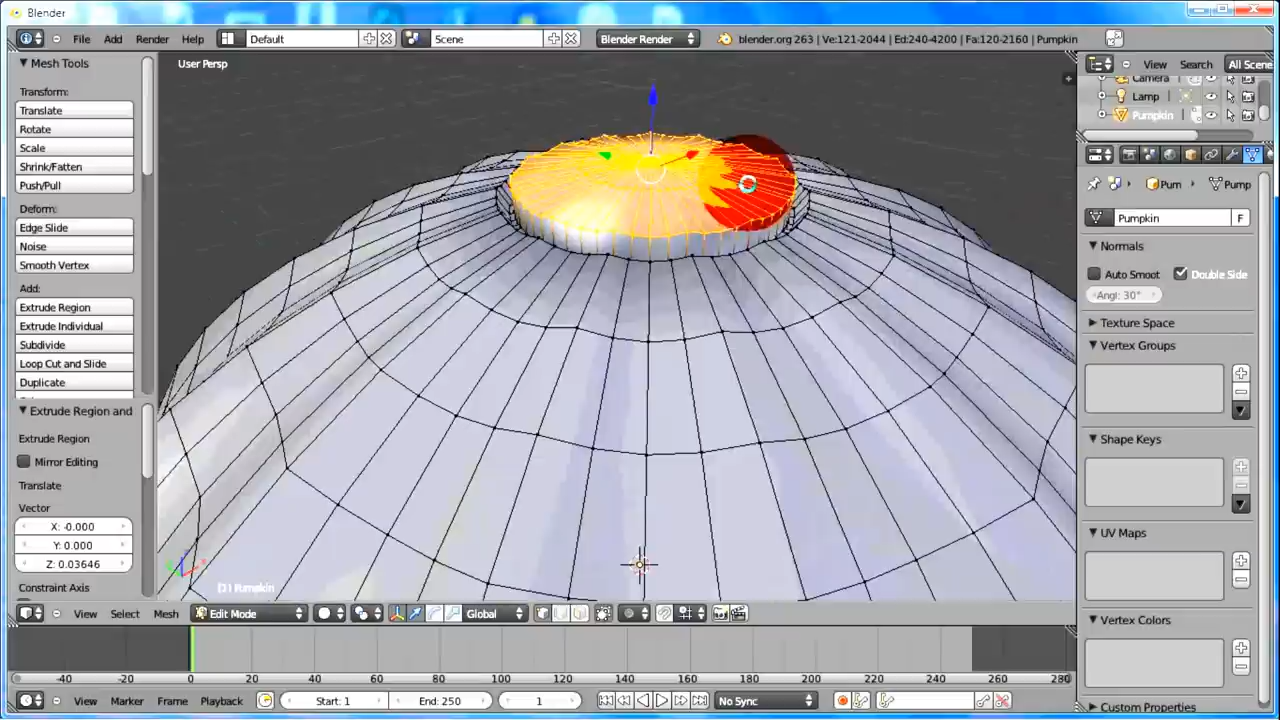 Blender
File Add Render Help Default Scene Blender Render blender.org 263 | Ve:121-2044 | Ed:240-4200 | Fa:120-2160 | Pumpkin
Mesh Tools
Transform:
Translate
Rotate
Scale
Shrink/Fatten
Push/Pull
Deform:
Edge Slide
Noise
Smooth Vertex
Add:
Extrude Region
Extrude Individual
Subdivide
Loop Cut and Slide
Duplicate
Extrude Region and
Extrude Region
Mirror Editing
Translate
Vector
X: -0.000
Y: 0.000
Z: 0.03646
Constraint Axis
User Persp
(1) Pumpkin
View Search All Scene
Camera
Lamp
Pumpkin
Pum Pump
Pumpkin F
Normals
Auto Smoot Double Side
Angl: 30°
Texture Space
Vertex Groups
Shape Keys
UV Maps
Vertex Colors
Custom Properties
View Select Mesh Edit Mode Global
-40 -20 0 20 40 60 80 100 120 140 160 180 200 220 240 260 280
View Marker Frame Playback Start: 1 End: 250 1 No Sync